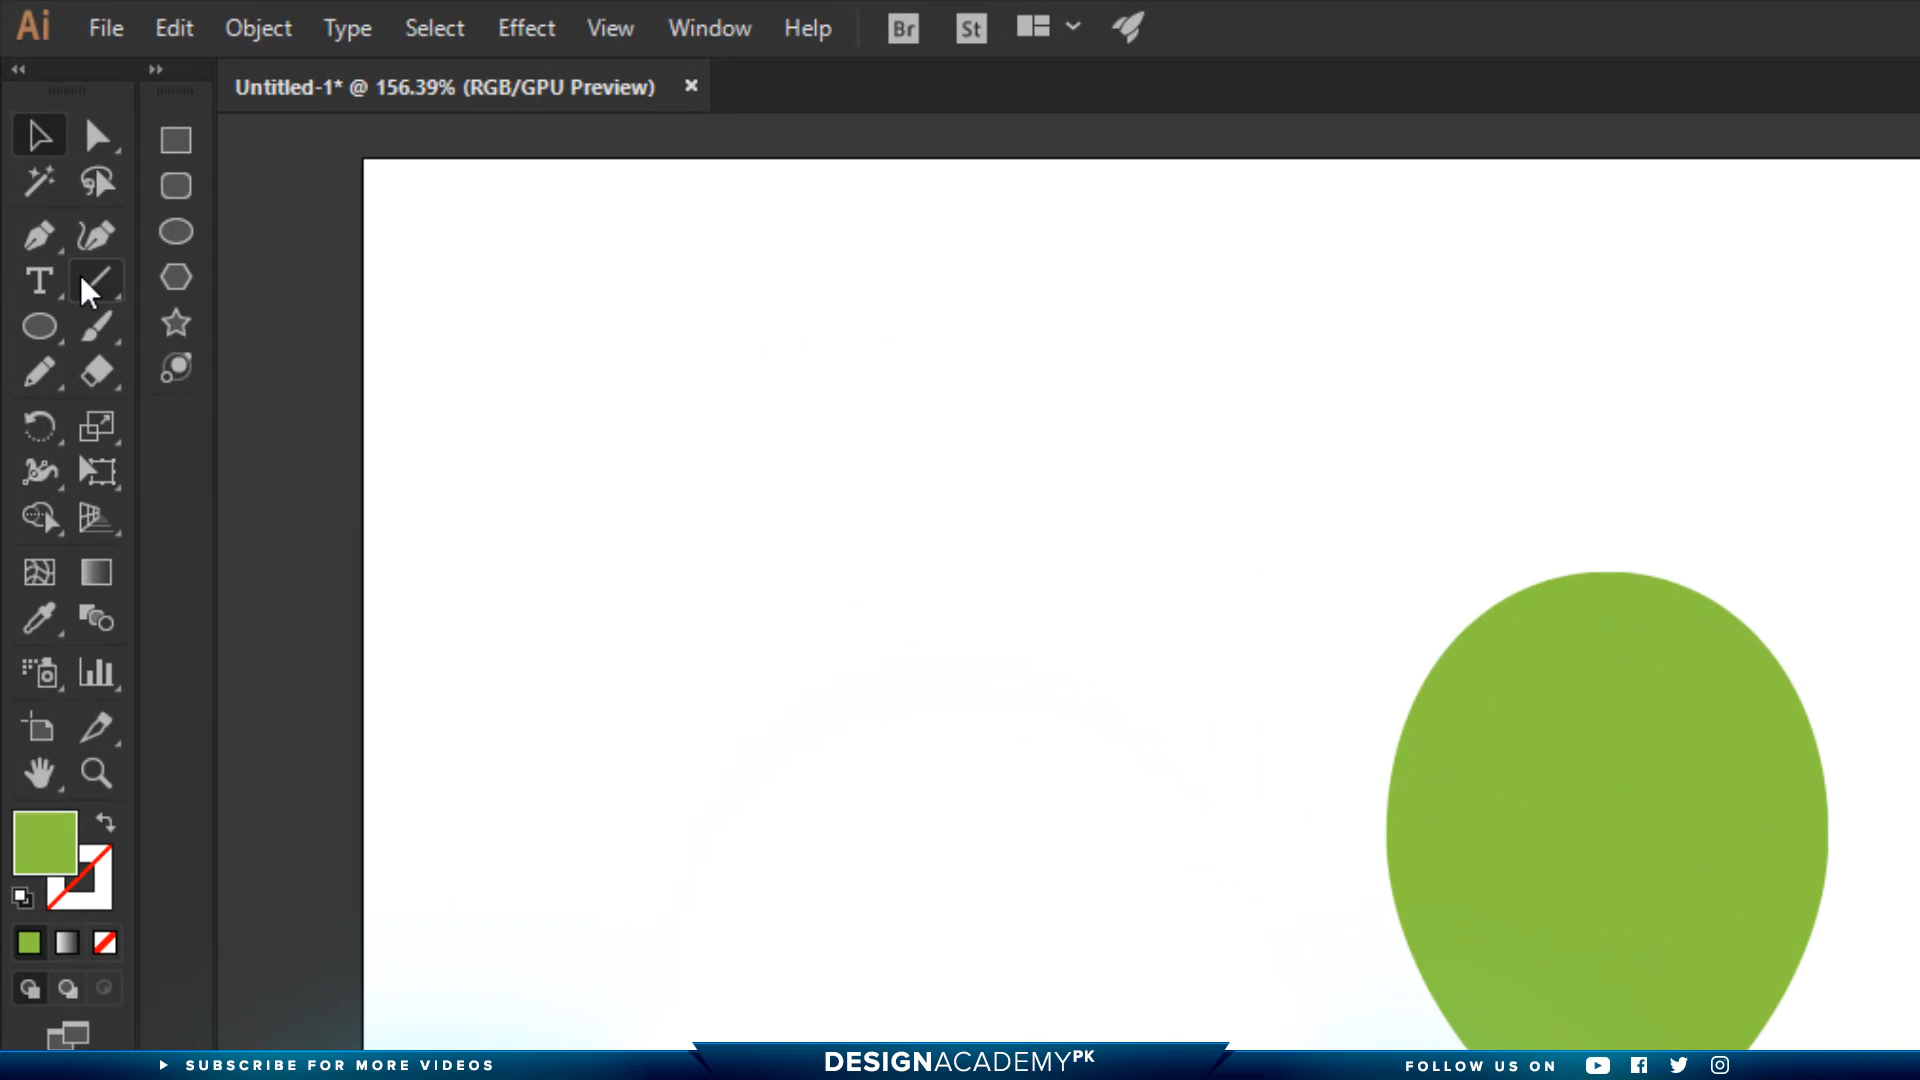 Ai File Edit Object Type Select Effect View Window Help Br St
Untitled-1* @ 156.39% (RGB/GPU Preview) ×
T
SUBSCRIBE FOR MORE VIDEOS
DESIGNACADEMYPK
FOLLOW US ON